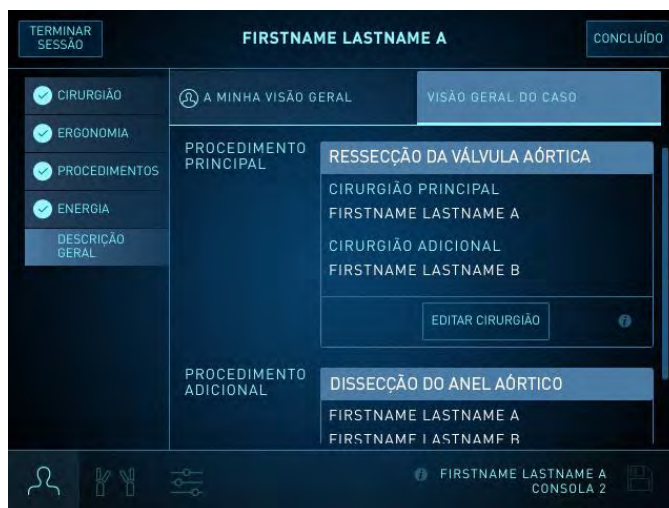 TERMINAR
SESSÃO
FIRSTNAME LASTNAME A
CONCLUÍDO
CIRURGIÃO
ERGONOMIA
PROCEDIMENTOS
ENERGIA
DESCRIÇÃO
GERAL
A MINHA VISÃO GERAL
VISÃO GERAL DO CASO
PROCEDIMENTO
PRINCIPAL
RESSECÇÃO DA VÁLVULA AÓRTICA
CIRURGIÃO PRINCIPAL
FIRSTNAME LASTNAME A
CIRURGIÃO ADICIONAL
FIRSTNAME LASTNAME B
EDITAR CIRURGIÃO
PROCEDIMENTO
ADICIONAL
DISSECÇÃO DO ANEL AÓRTICO
FIRSTNAME LASTNAME A
FIRSTNAME LASTNAME B
FIRSTNAME LASTNAME A
CONSOLA 2